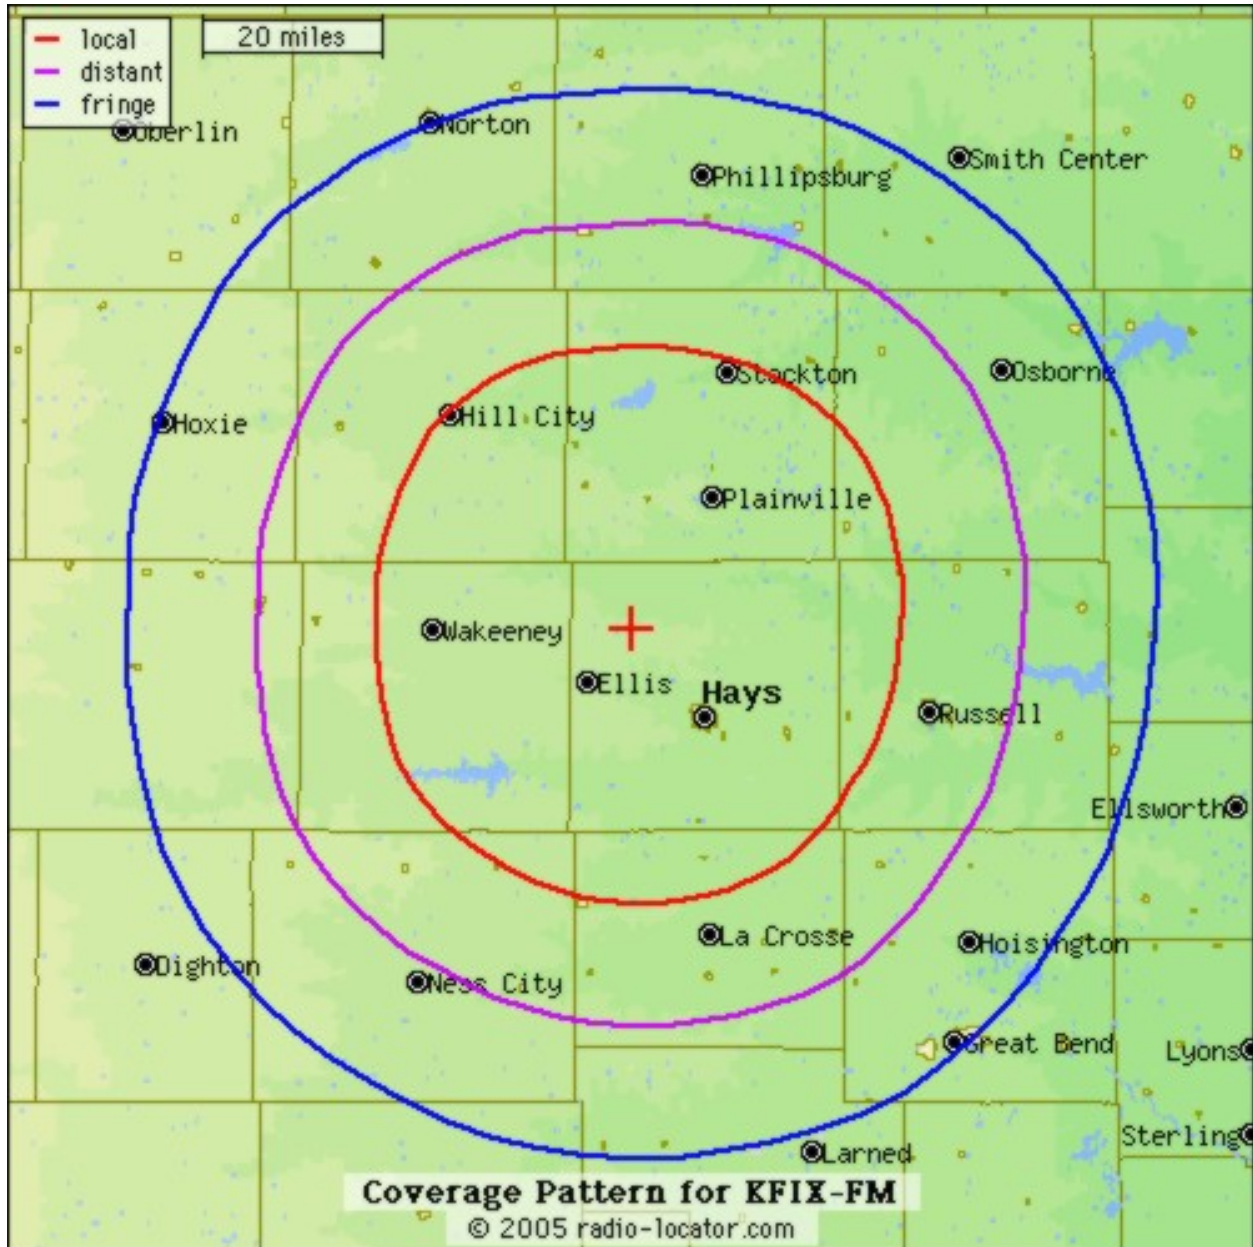 local
20 miles
distant
fringe
Oberlin
Norton
Smith Center
Phillipsburg
Stockton
Osborne
Hill City
Hoxie
Plainville
Wakeeney
Ellis
Hays
Russell
Ellsworth
La Crosse
Hoisington
Dighton
Ness City
Great Bend
Lyons
Sterling
Larned
Coverage Pattern for KFIX-FM
© 2005 radio-locator.com